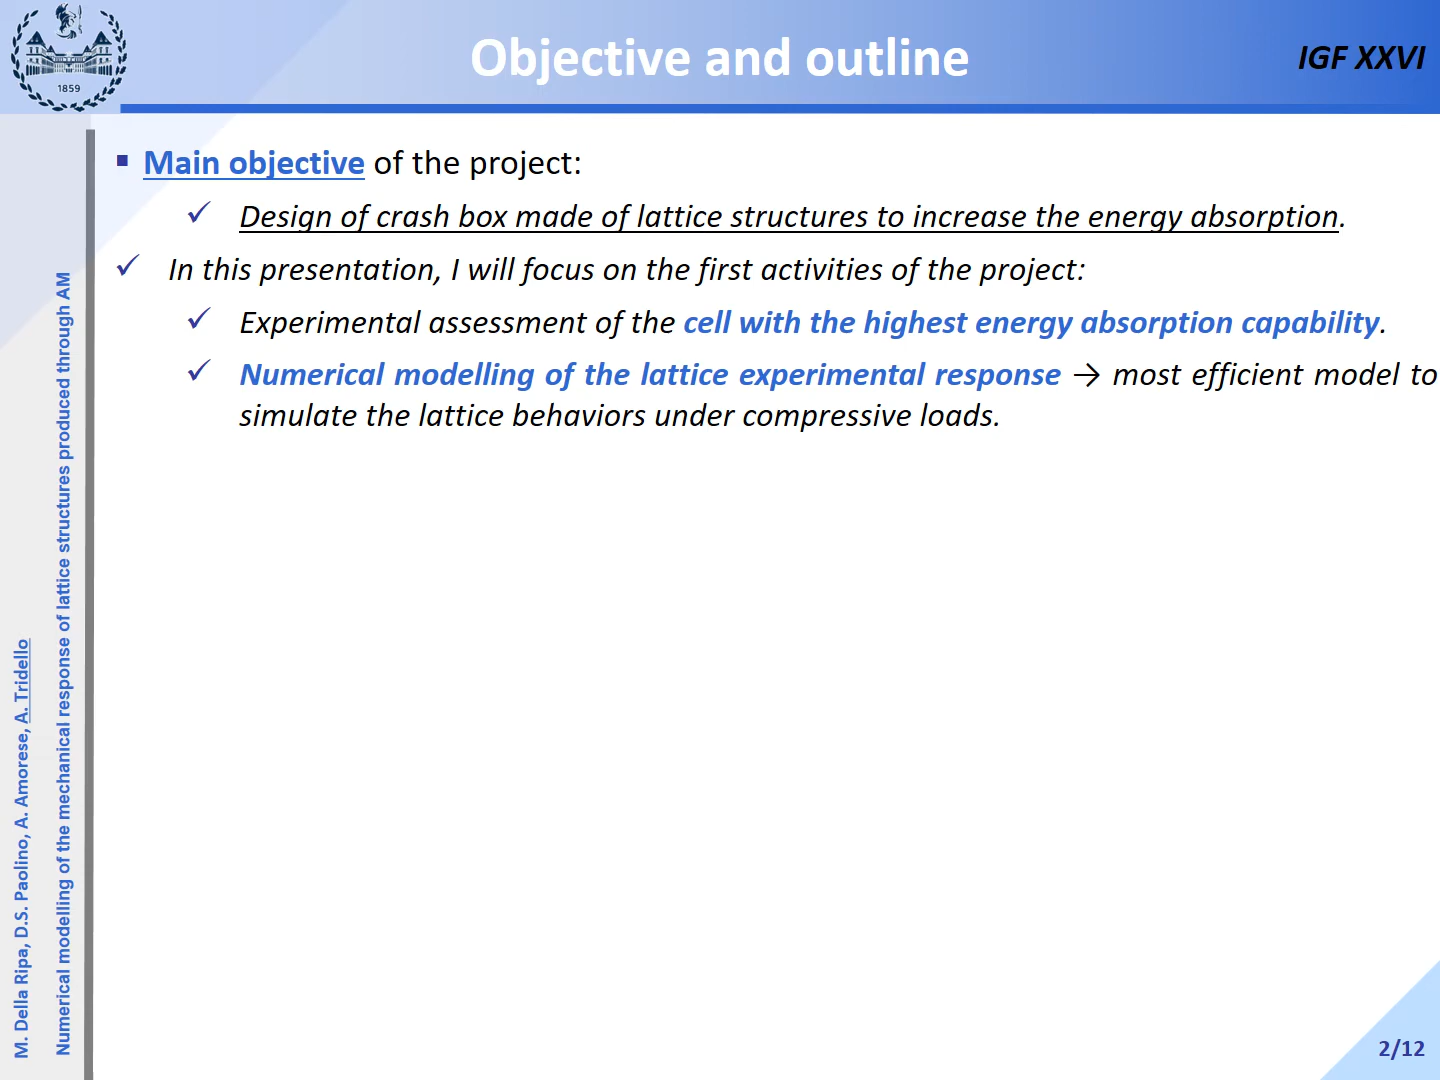 1859
Objective and outline
IGF XXVI
▪ Main objective of the project:
✓ Design of crash box made of lattice structures to increase the energy absorption.
✓ In this presentation, I will focus on the first activities of the project:
✓ Experimental assessment of the cell with the highest energy absorption capability.
✓ Numerical modelling of the lattice experimental response → most efficient model to
simulate the lattice behaviors under compressive loads.
M. Della Ripa, D.S. Paolino, A. Amorese, A. Tridello
Numerical modelling of the mechanical response of lattice structures produced through AM
2/12